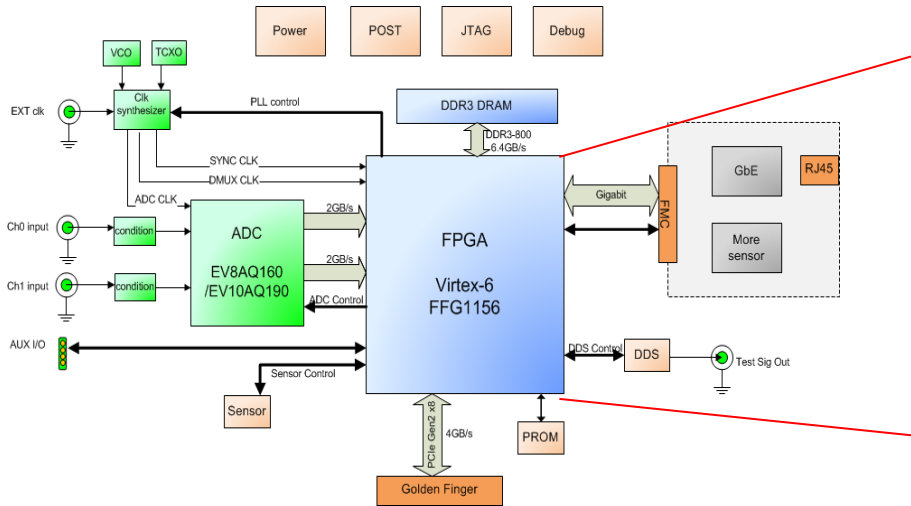 Power
POST
JTAG
Debug
VCO
TCXO
Clk
synthesizer
EXT clk
PLL control
DDR3 DRAM
DDR3-800
6.4GB/s
SYNC CLK
DMUX CLK
ADC CLK
GbE
RJ45
Gigabit
FMC
More
sensor
Ch0 input
condition
2GB/s
ADC
EV8AQ160
/EV10AQ190
FPGA
Virtex-6
FFG1156
2GB/s
Ch1 input
condition
ADC Control
AUX I/O
Sensor Control
Sensor
DDS Control
DDS
Test Sig Out
PCIe Gen2 x8
4GB/s
PROM
Golden Finger